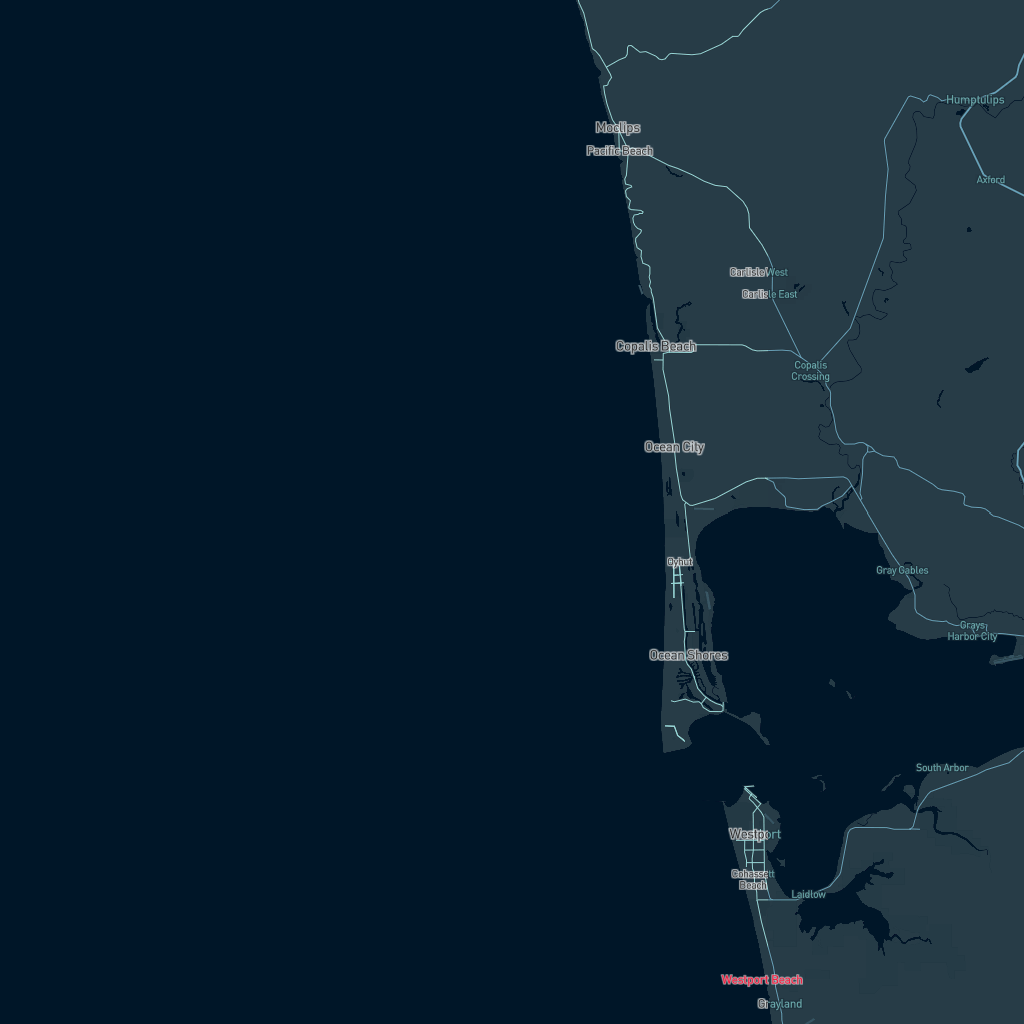 Humptulips
Moclips
Pacific Beach
Axford
Carlisle West
Carlisle East
Copalis Beach
Copalis
Crossing
Ocean City
Oyhut
Gray Gables
Grays
Harbor City
Ocean Shores
South Arbor
Westport
Cohassett
Beach
Laidlow
Westport Beach
Grayland